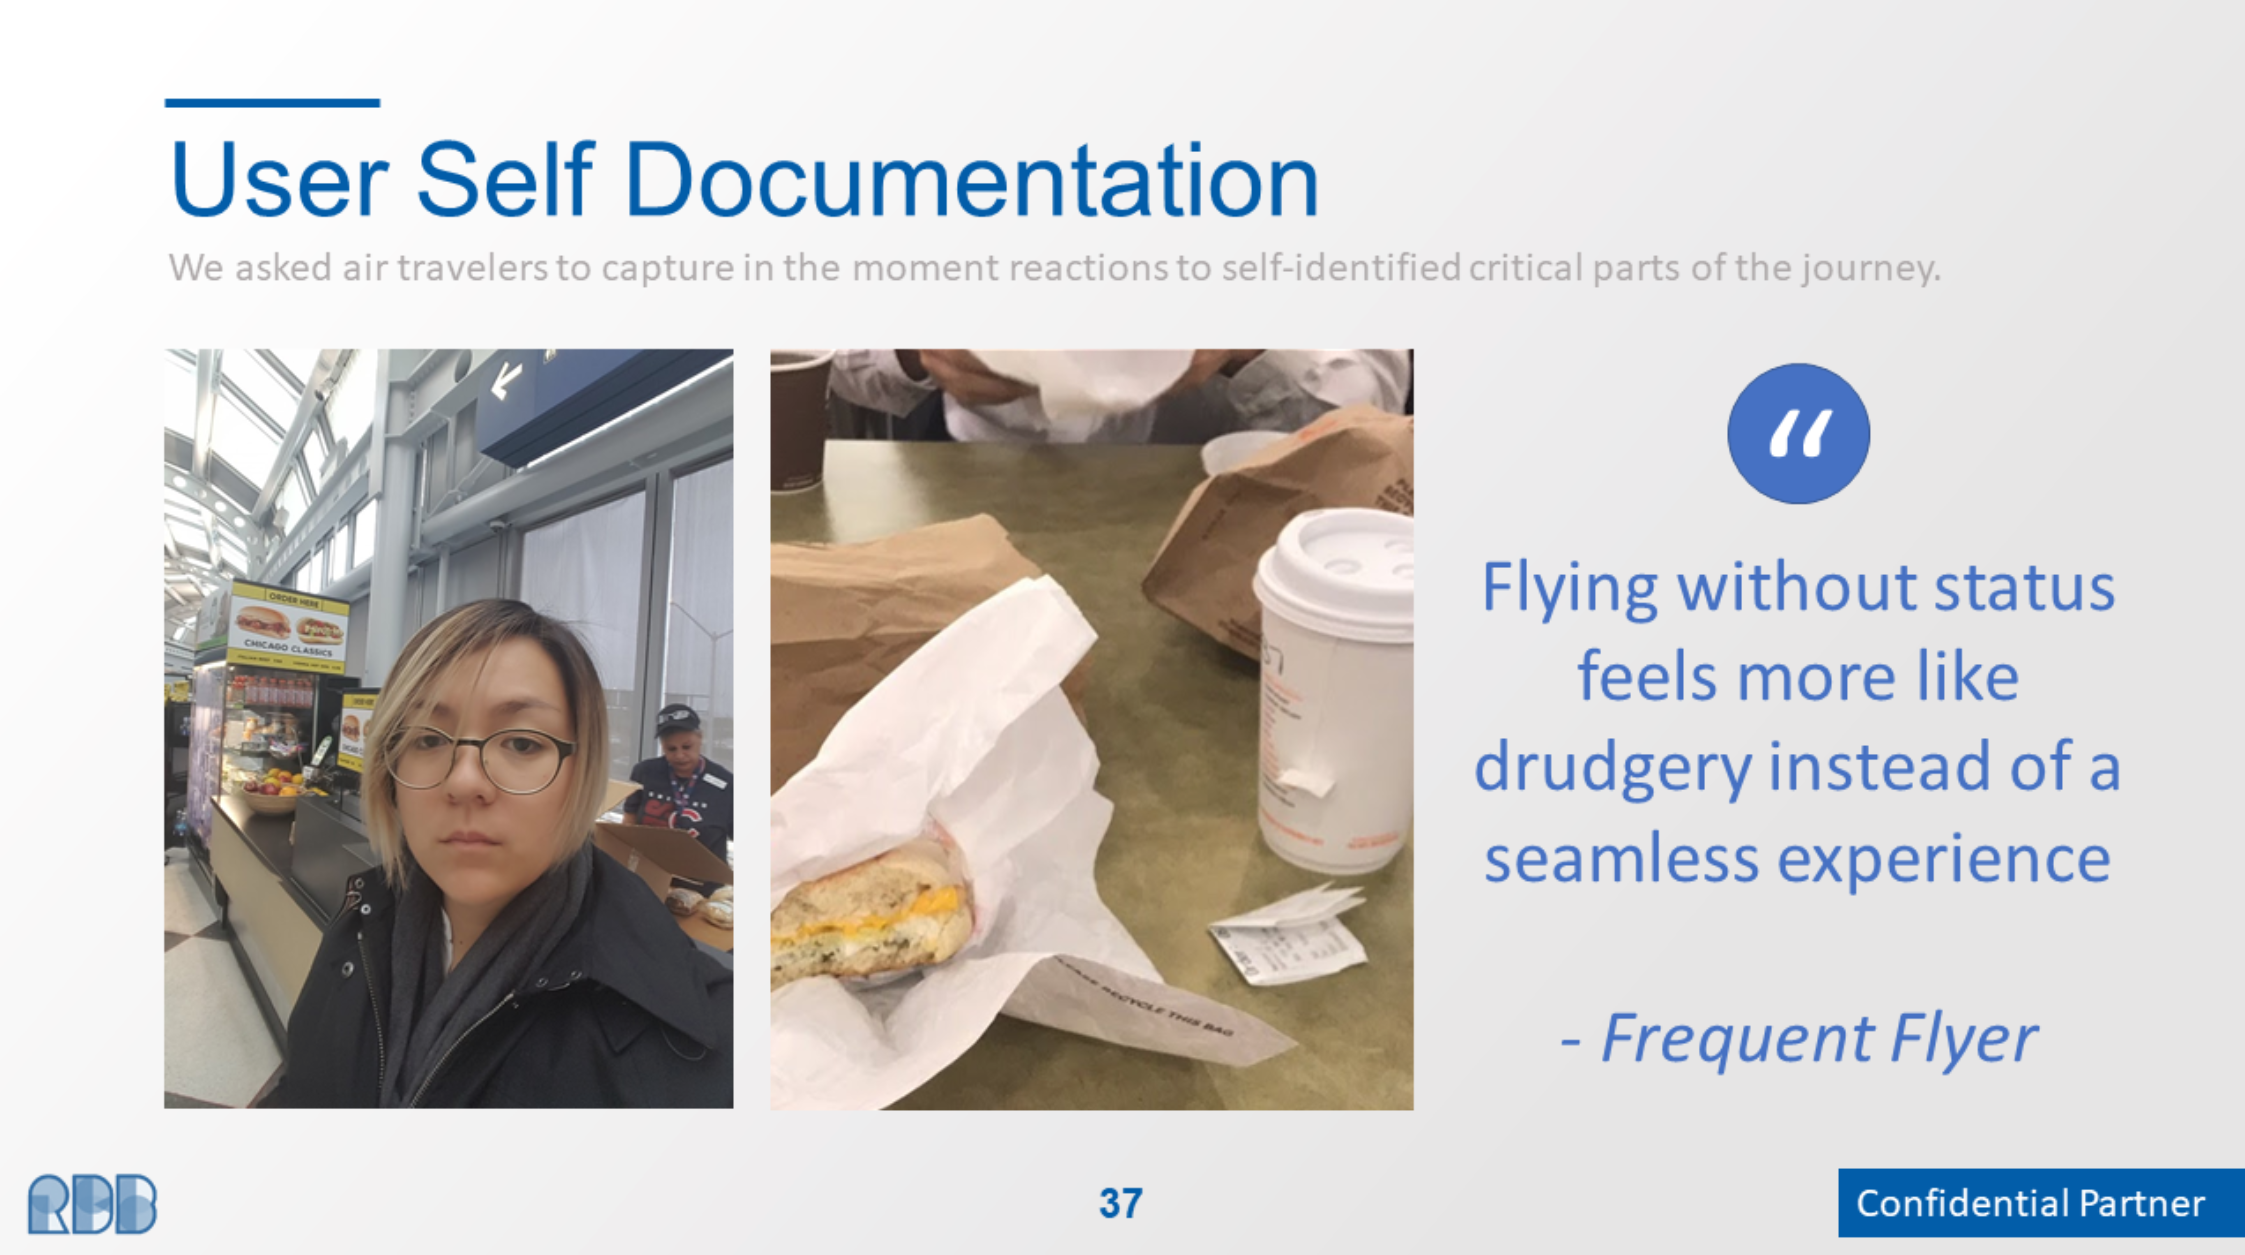 User Self Documentation
We asked air travelers to capture in the moment reactions to self-identified critical parts of the journey.
ORDER HERE
CHICAGO CLASSICS
PLEASE RECYCLE THIS BAG
“
Flying without status
feels more like
drudgery instead of a
seamless experience
- Frequent Flyer
RBB
37
Confidential Partner